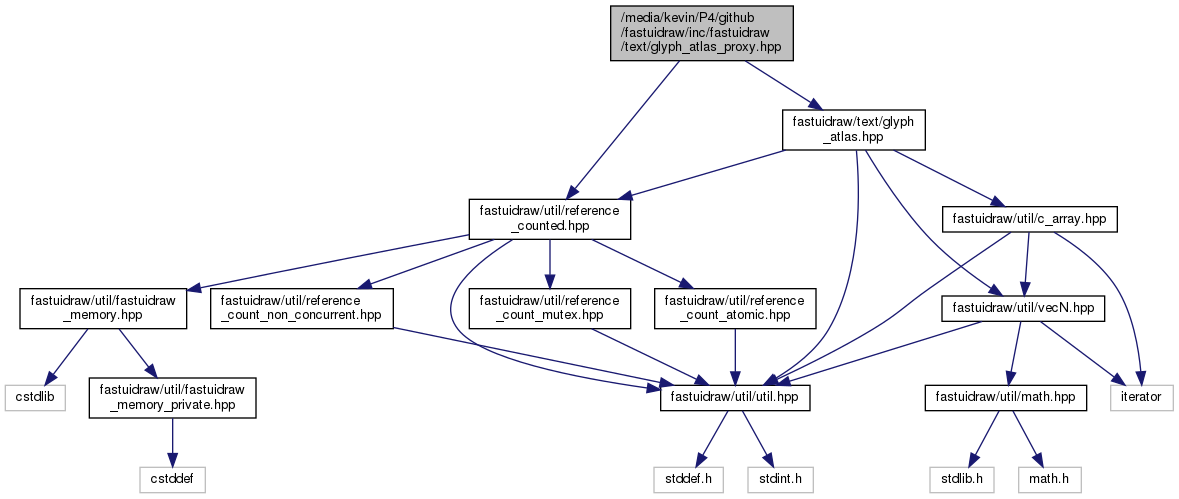 /media/kevin/P4/github
/fastuidraw/inc/fastuidraw
/text/glyph_atlas_proxy.hpp
fastuidraw/text/glyph
_atlas.hpp
fastuidraw/util/reference
_counted.hpp
fastuidraw/util/c_array.hpp
fastuidraw/util/fastuidraw
_memory.hpp
fastuidraw/util/reference
_count_non_concurrent.hpp
fastuidraw/util/reference
_count_mutex.hpp
fastuidraw/util/reference
_count_atomic.hpp
fastuidraw/util/vecN.hpp
cstdlib
fastuidraw/util/fastuidraw
_memory_private.hpp
fastuidraw/util/util.hpp
fastuidraw/util/math.hpp
iterator
cstddef
stddef.h
stdint.h
stdlib.h
math.h